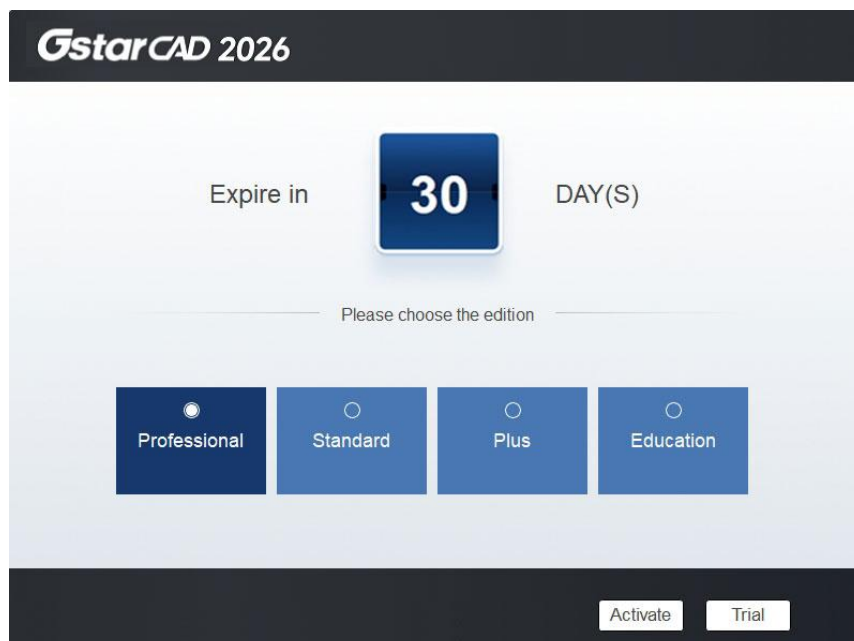 GstarCAD 2026
Expire in 30 DAY(S)
Please choose the edition
Professional Standard Plus Education
Activate Trial